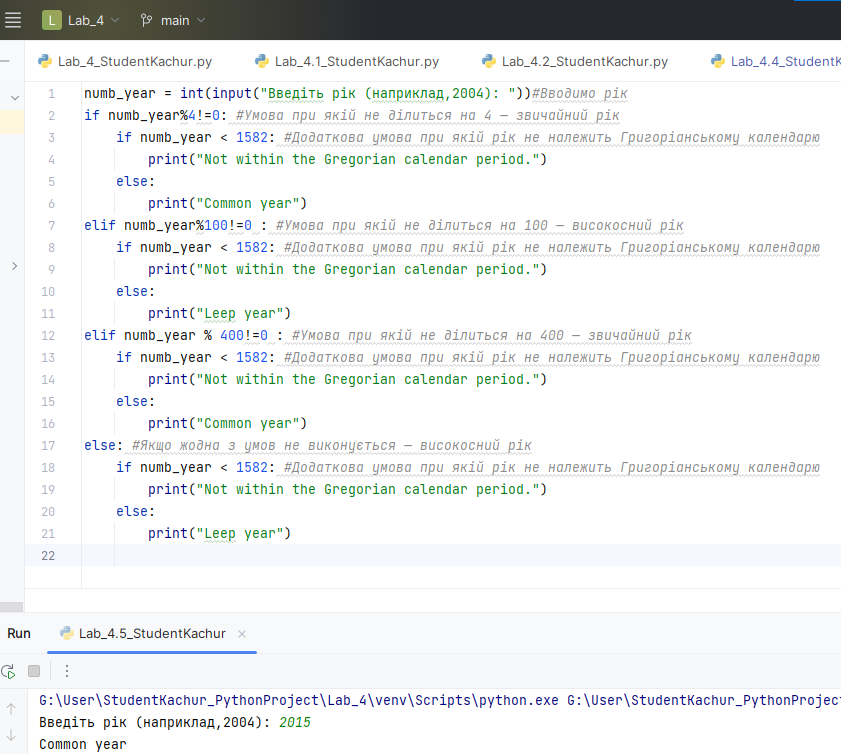 L Lab_4 main
Lab_4_StudentKachur.py Lab_4.1_StudentKachur.py Lab_4.2_StudentKachur.py Lab_4.4_StudentK
1 numb_year = int(input("Введіть рік (наприклад,2004): "))#Вводимо рік
2 if numb_year%4!=0: #Умова при якій не ділиться на 4 — звичайний рік
3 if numb_year < 1582: #Додаткова умова при якій рік не належить Григоріанському календарю
4 print("Not within the Gregorian calendar period.")
5 else:
6 print("Common year")
7 elif numb_year%100!=0 : #Умова при якій не ділиться на 100 — високосний рік
8 if numb_year < 1582: #Додаткова умова при якій рік не належить Григоріанському календарю
9 print("Not within the Gregorian calendar period.")
10 else:
11 print("Leep year")
12 elif numb_year % 400!=0 : #Умова при якій не ділиться на 400 — звичайний рік
13 if numb_year < 1582: #Додаткова умова при якій рік не належить Григоріанському календарю
14 print("Not within the Gregorian calendar period.")
15 else:
16 print("Common year")
17 else: #Якщо жодна з умов не виконується — високосний рік
18 if numb_year < 1582: #Додаткова умова при якій рік не належить Григоріанському календарю
19 print("Not within the Gregorian calendar period.")
20 else:
21 print("Leep year")
22
Run Lab_4.5_StudentKachur
G:\User\StudentKachur_PythonProject\Lab_4\venv\Scripts\python.exe G:\User\StudentKachur_PythonProjec
Введіть рік (наприклад,2004): 2015
Common year